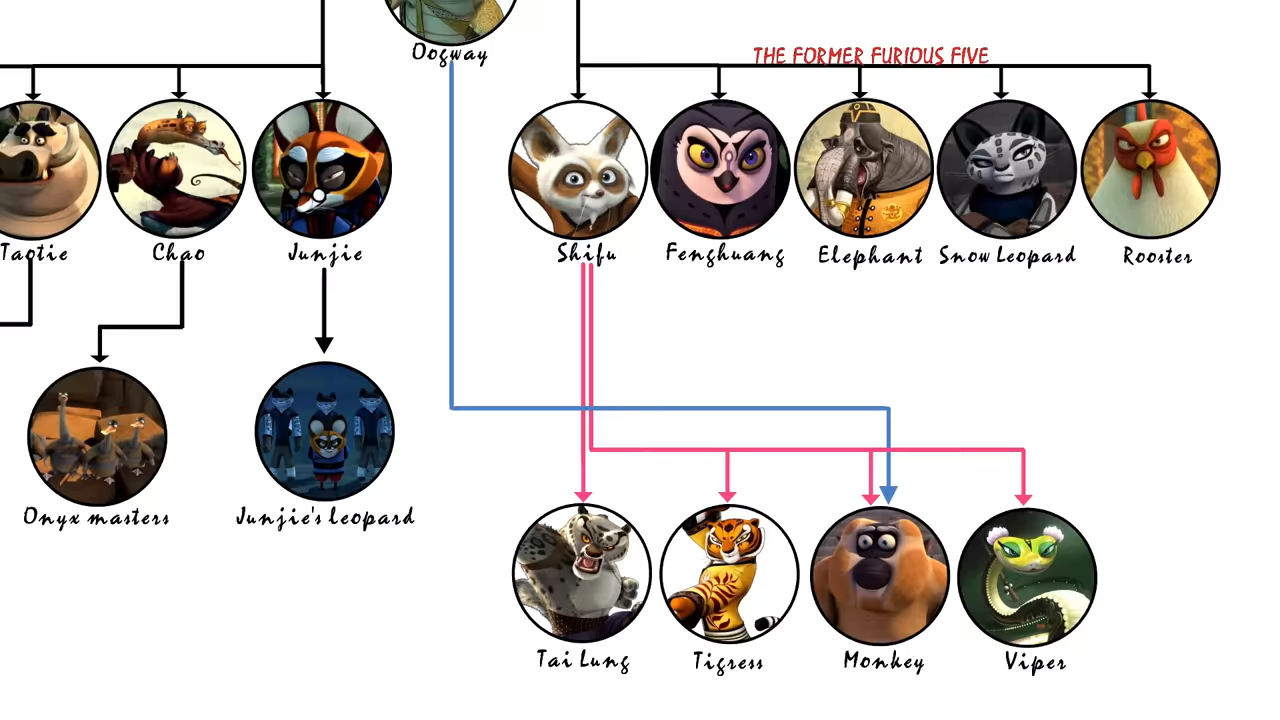 Oogway
THE FORMER FURIOUS FIVE
Taotie
Chao
Junjie
Shifu
Fenghuang
Elephant
Snow Leopard
Rooster
Onyx masters
Junjie's leopard
Tai Lung
Tigress
Monkey
Viper